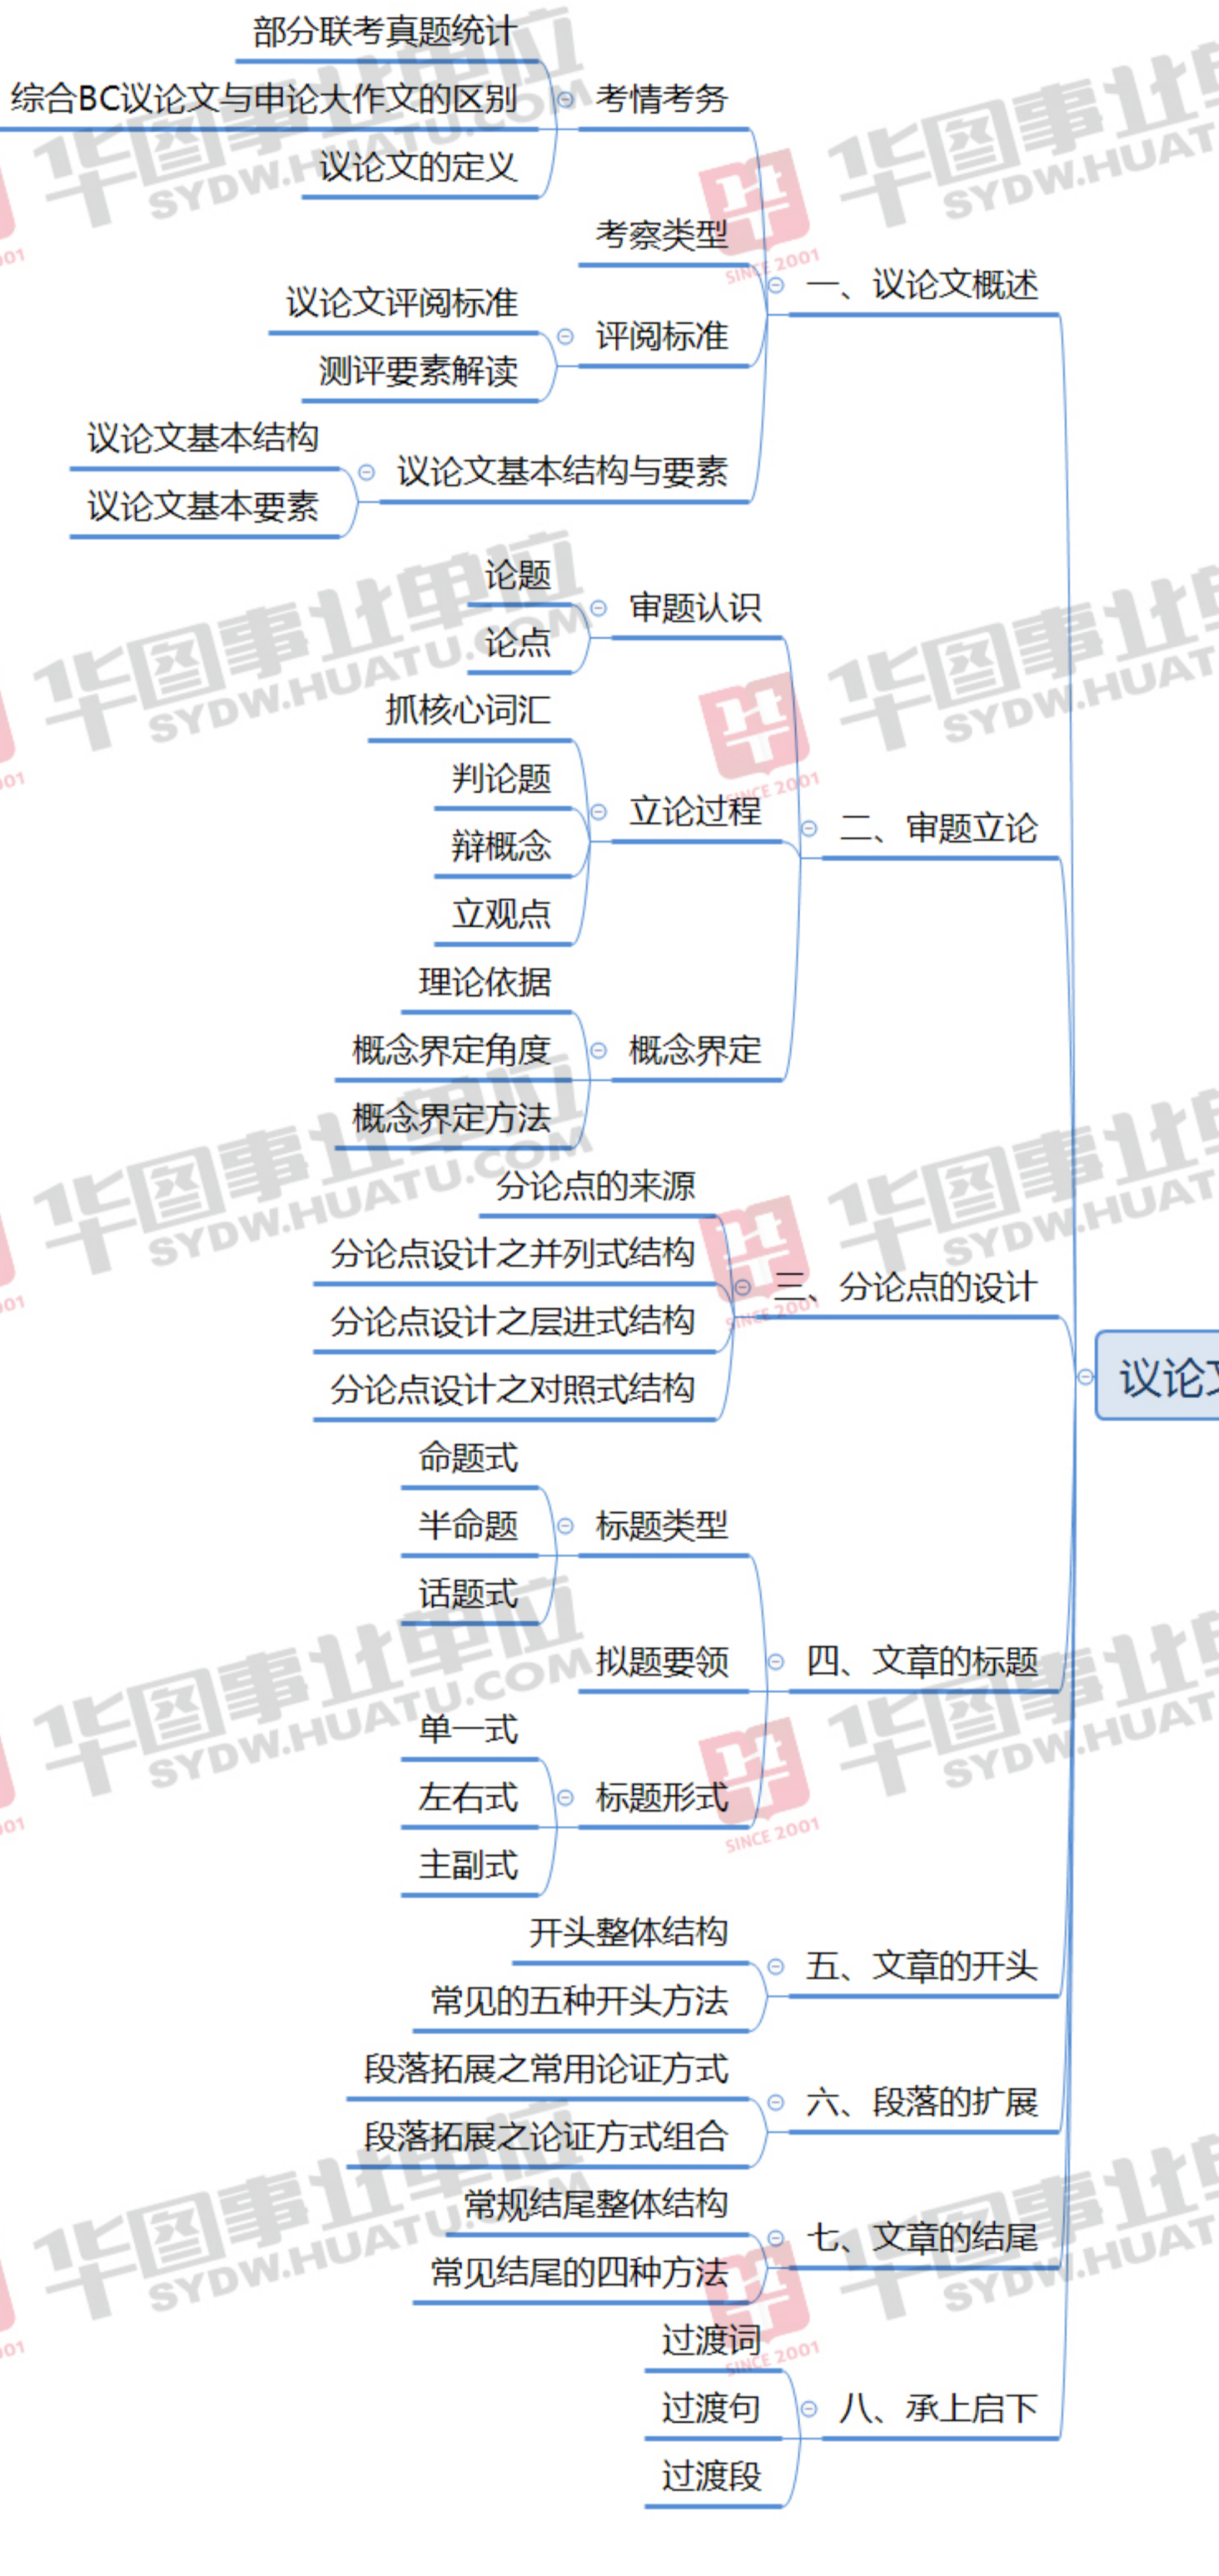 部分联考真题统计
综合BC议论文与申论大作文的区别
议论文的定义
考情考务
考察类型
议论文评阅标准
测评要素解读
评阅标准
议论文基本结构
议论文基本要素
议论文基本结构与要素
一、议论文概述
论题
论点
审题认识
抓核心词汇
判论题
辩概念
立观点
立论过程
理论依据
概念界定角度
概念界定方法
概念界定
二、审题立论
分论点的来源
分论点设计之并列式结构
分论点设计之层进式结构
分论点设计之对照式结构
三、分论点的设计
命题式
半命题
话题式
标题类型
拟题要领
单一式
左右式
主副式
标题形式
四、文章的标题
开头整体结构
常见的五种开头方法
五、文章的开头
段落拓展之常用论证方式
段落拓展之论证方式组合
六、段落的扩展
常规结尾整体结构
常见结尾的四种方法
七、文章的结尾
过渡词
过渡句
过渡段
八、承上启下
议论
华图事业单位
SYDW.HUATU.COM
SINCE 2001